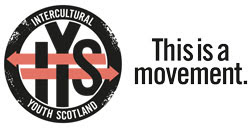 INTERCULTURAL
IYS
YOUTH SCOTLAND
This is a
movement.